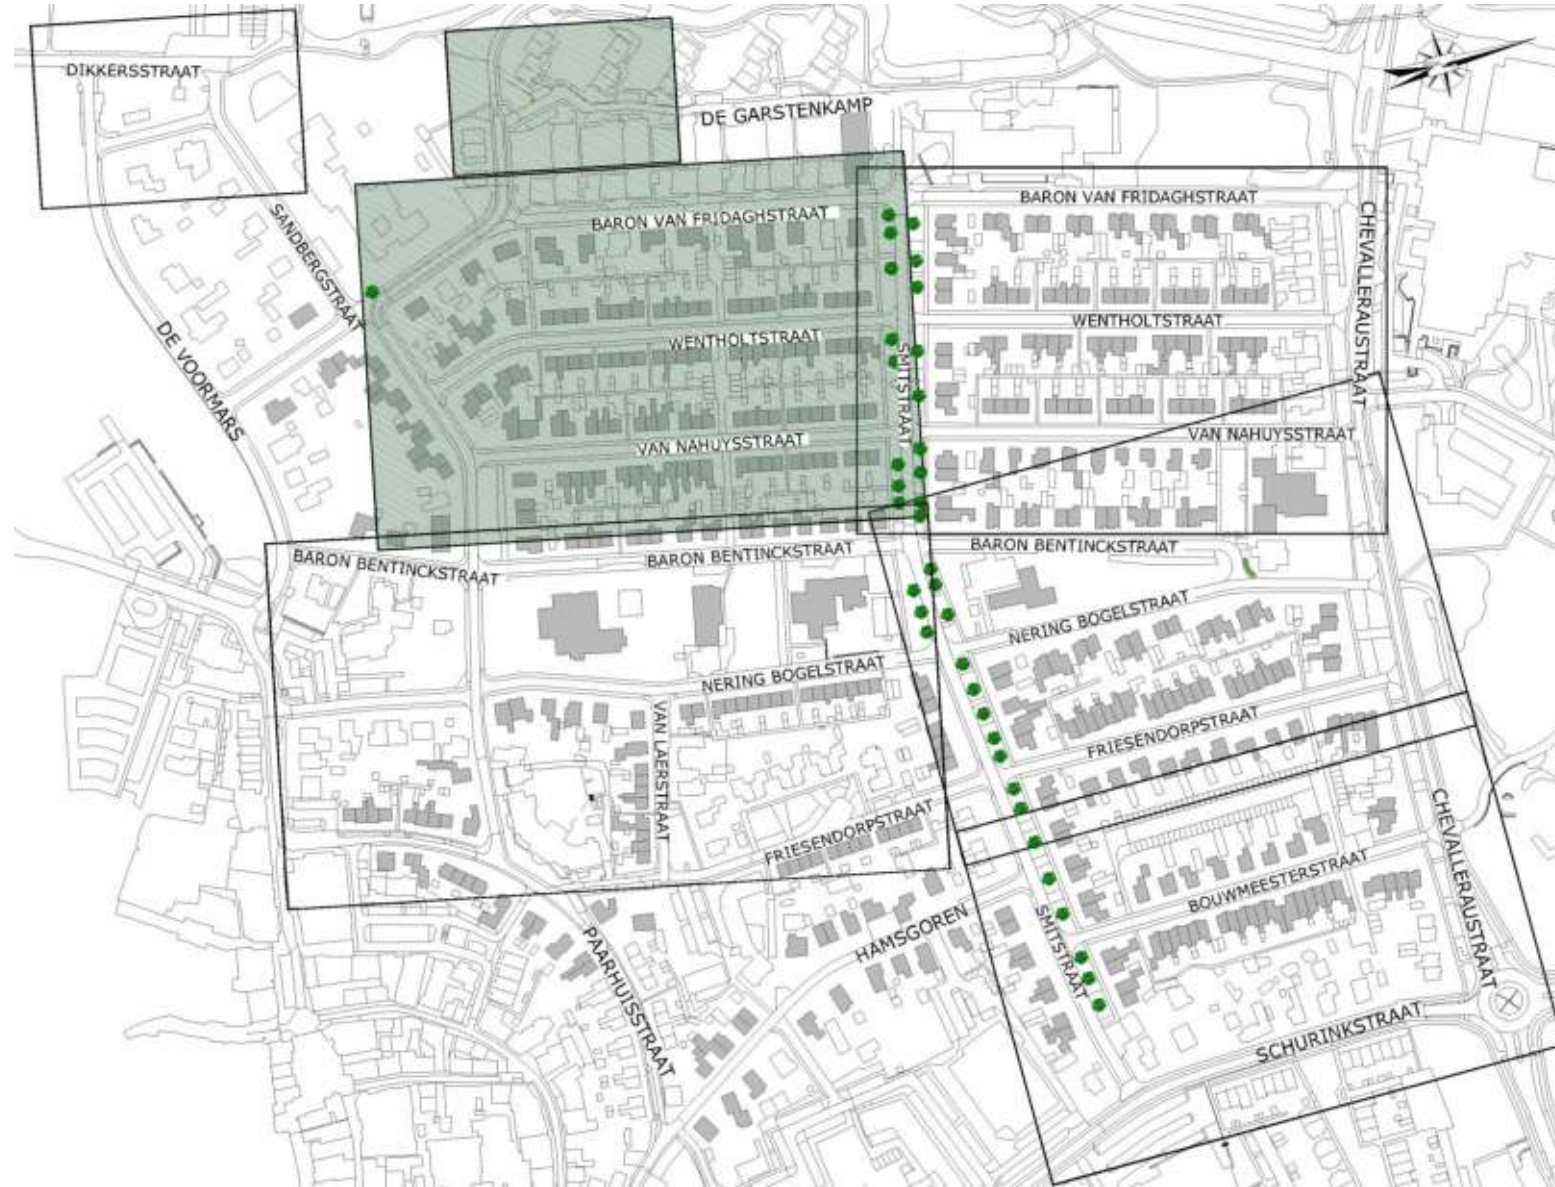 DIKKERSSTRAAT
DE GARSTENKAMP
SANDBERGSTRAAT
DE VOORMARS
BARON VAN FRIDAGHSTRAAT
BARON VAN FRIDAGHSTRAAT
CHEVALLERAUSTRAAT
WENTHOLTSTRAAT
WENTHOLTSTRAAT
SMITSTRAAT
VAN NAHUYSSTRAAT
VAN NAHUYSSTRAAT
BARON BENTINCKSTRAAT
BARON BENTINCKSTRAAT
BARON BENTINCKSTRAAT
NERING BOGELSTRAAT
NERING BOGELSTRAAT
VAN LAERSTRAAT
FRIESENDORPSTRAAT
FRIESENDORPSTRAAT
CHEVALLERAUSTRAAT
BOUWMEESTERSTRAAT
HAMSGOREN
SMITSTRAAT
PAARHUISSTRAAT
SCHURINKSTRAAT